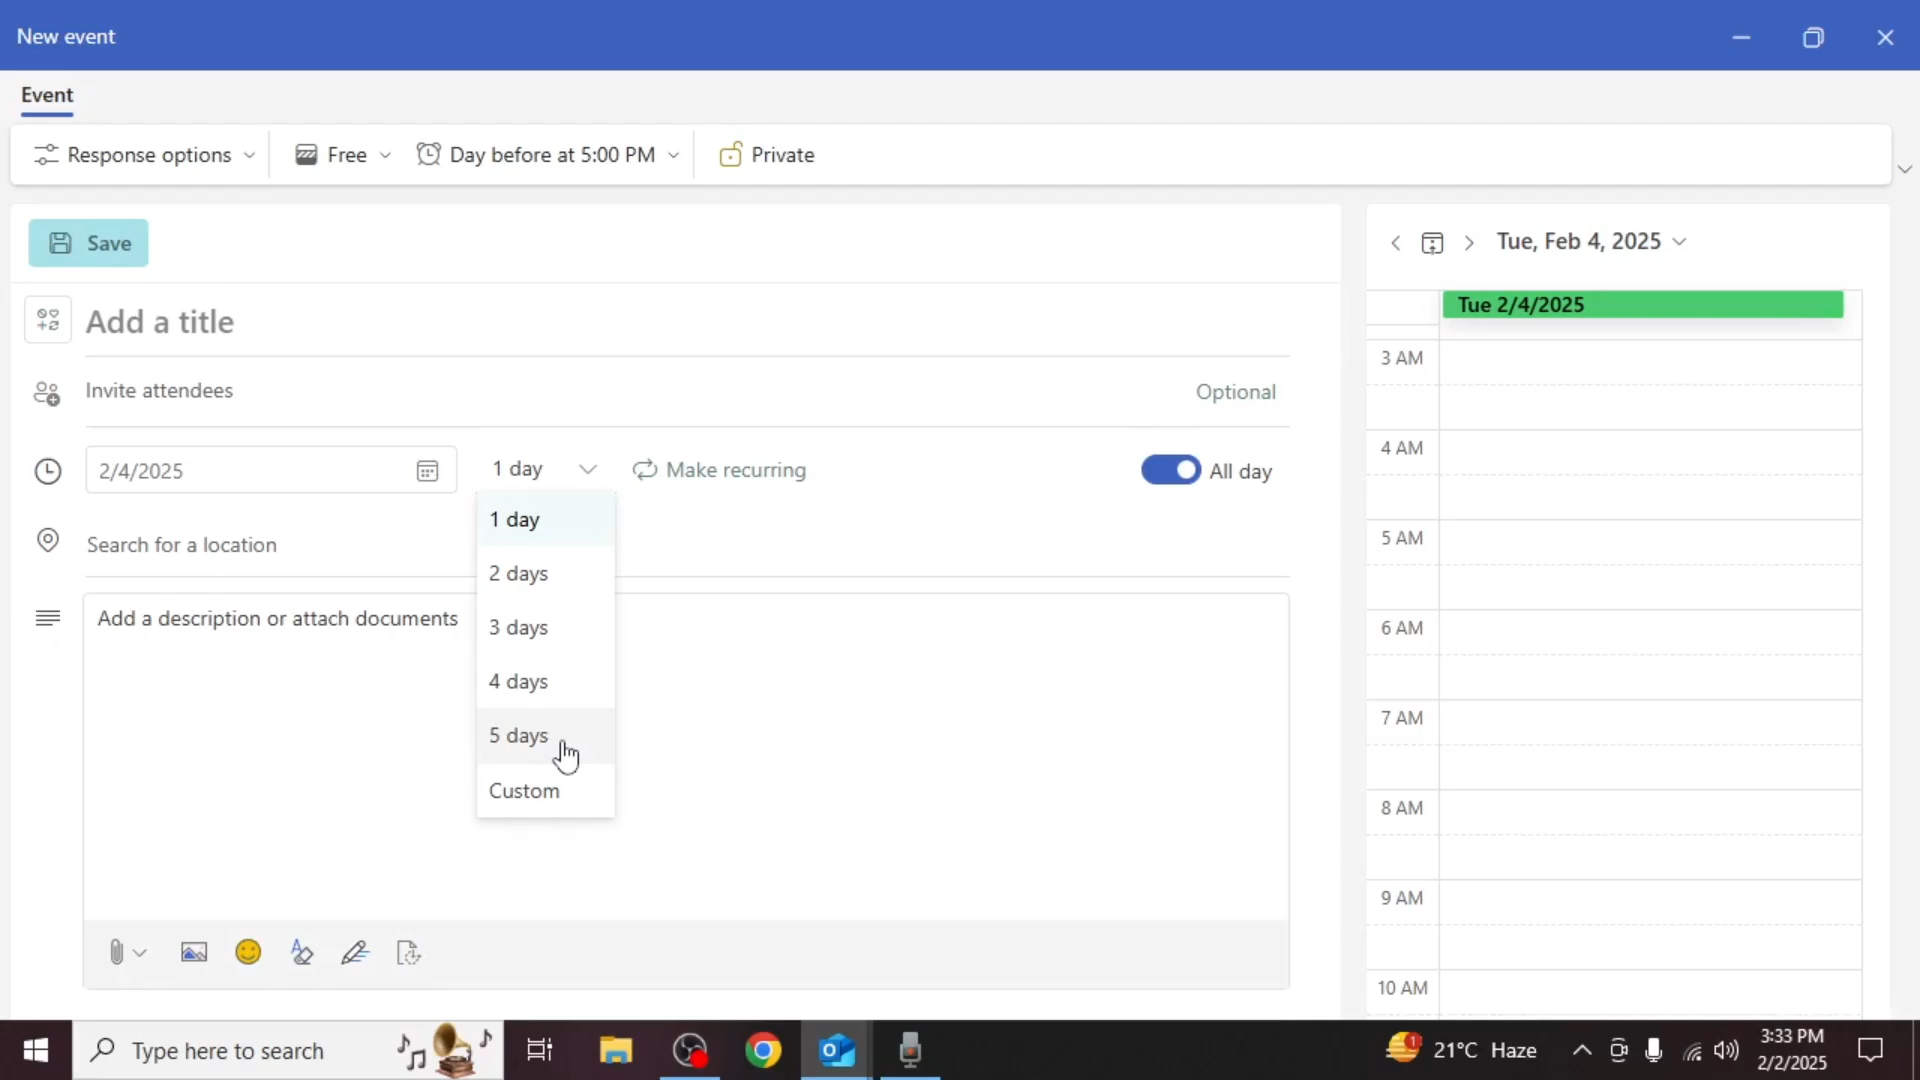 New event
Event
Response options
Free
Day before at 5:00 PM
Private
Save
Tue, Feb 4, 2025
Add a title
Tue 2/4/2025
Invite attendees
Optional
2/4/2025
1 day
Make recurring
All day
1 day
2 days
3 days
4 days
5 days
Custom
Search for a location
Add a description or attach documents
3 AM
4 AM
5 AM
6 AM
7 AM
8 AM
9 AM
10 AM
Type here to search
1
21°C Haze
3:33 PM
2/2/2025